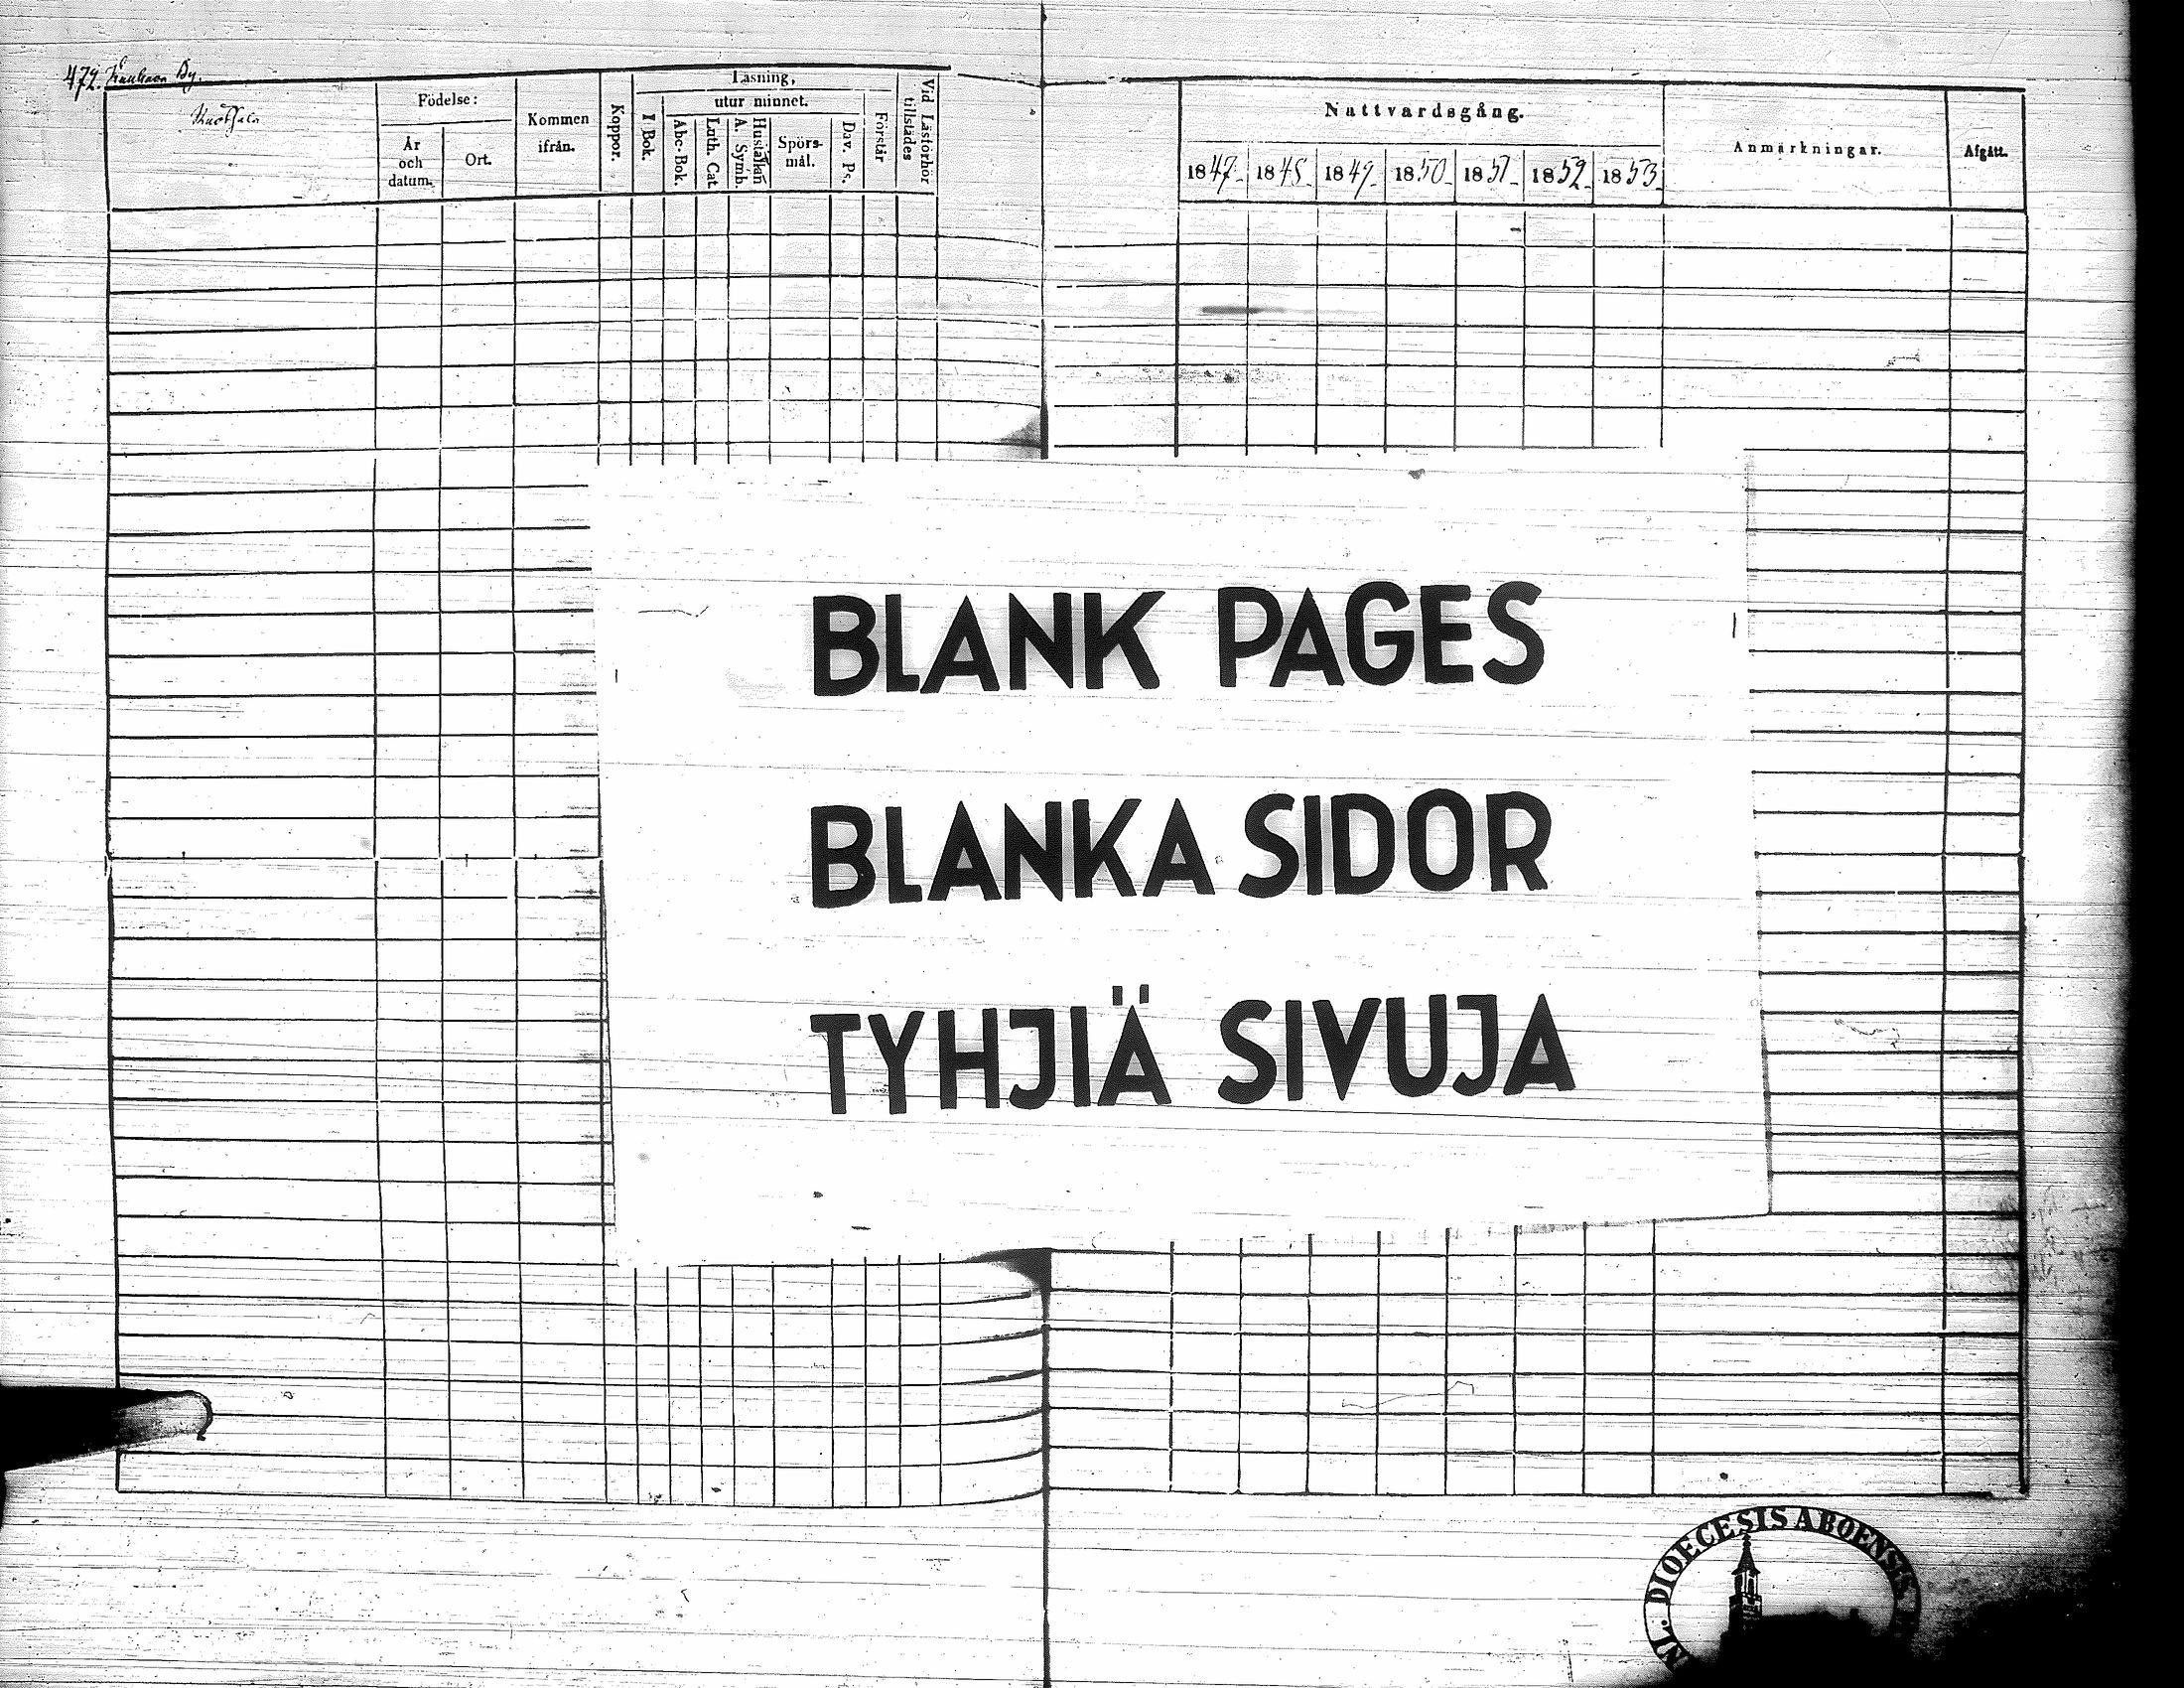 472. By.
Födelse:
År
och
datum.
Ort.
Kommen
ifrån.
Koppor.
Läsning,
I Bok.
utur minnet.
Abc-Bok.
Luth. Cat
A. Symb.
Hustaflan
Spörs-
mål.
Dav. Ps.
Förstår
Vid Läsförhör
tillstädes
Nattvardsgång.
1847. 1848 1849 1850 1851 1852 1853
Anmärkningar.
Afgått.
BLANK PAGES
BLANKA SIDOR
TYHJIÄ SIVUJA
DIOECESIS ABOENSIS